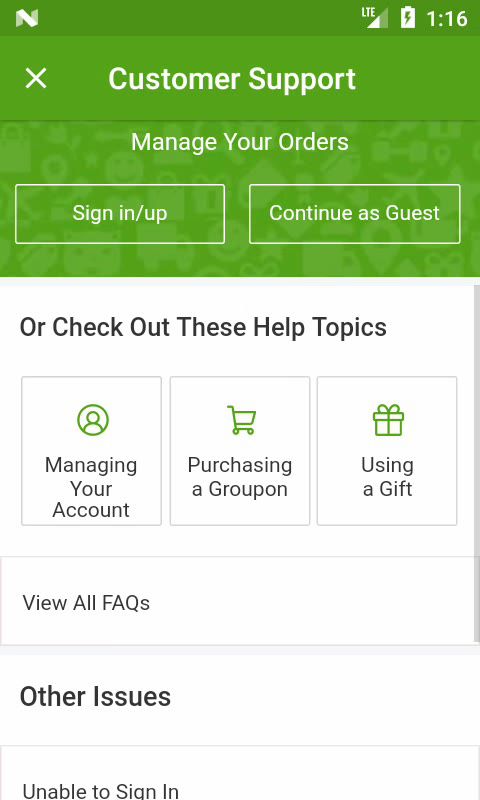 LTE 1:16
Customer Support
Manage Your Orders
Sign in/up
Continue as Guest
Or Check Out These Help Topics
Managing
Your
Account
Purchasing
a Groupon
Using
a Gift
View All FAQs
Other Issues
Unable to Sign In